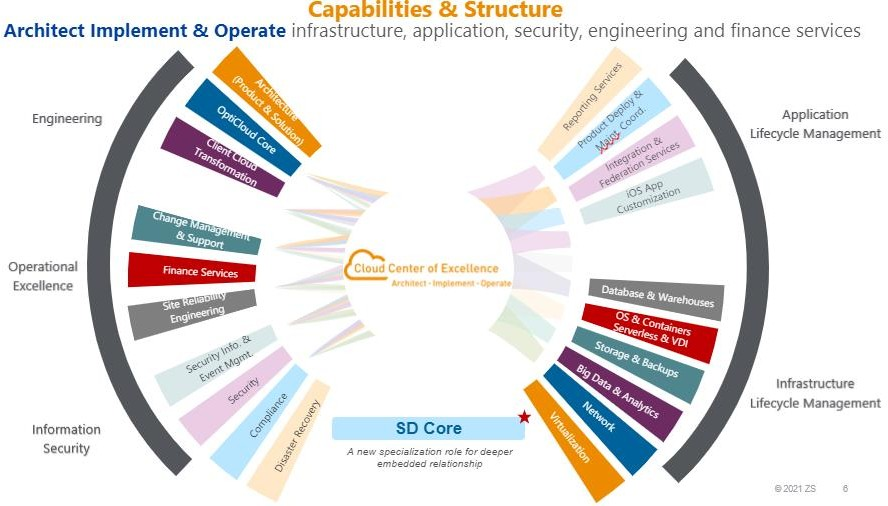 Capabilities & Structure
Architect Implement & Operate infrastructure, application, security, engineering and finance services
Engineering
Architecture
(Product & Solution)
OptiCloud Core
Client Cloud
Transformation
Operational
Excellence
Change Management
& Support
Finance Services
Site Reliability
Engineering
Information
Security
Security Info. &
Event Mgmt.
Security
Compliance
Disaster Recovery
Cloud Center of Excellence
Architect - Implement - Operate
SD Core
A new specialization role for deeper
embedded relationship
Reporting Services
Product Deploy &
Maint. Coord.
Integration &
Federation Services
iOS App
Customization
Application
Lifecycle Management
Database & Warehouses
OS & Containers
Serverless & VDI
Storage & Backups
Big Data & Analytics
Network
Virtualization
Infrastructure
Lifecycle Management
© 2021 ZS
6